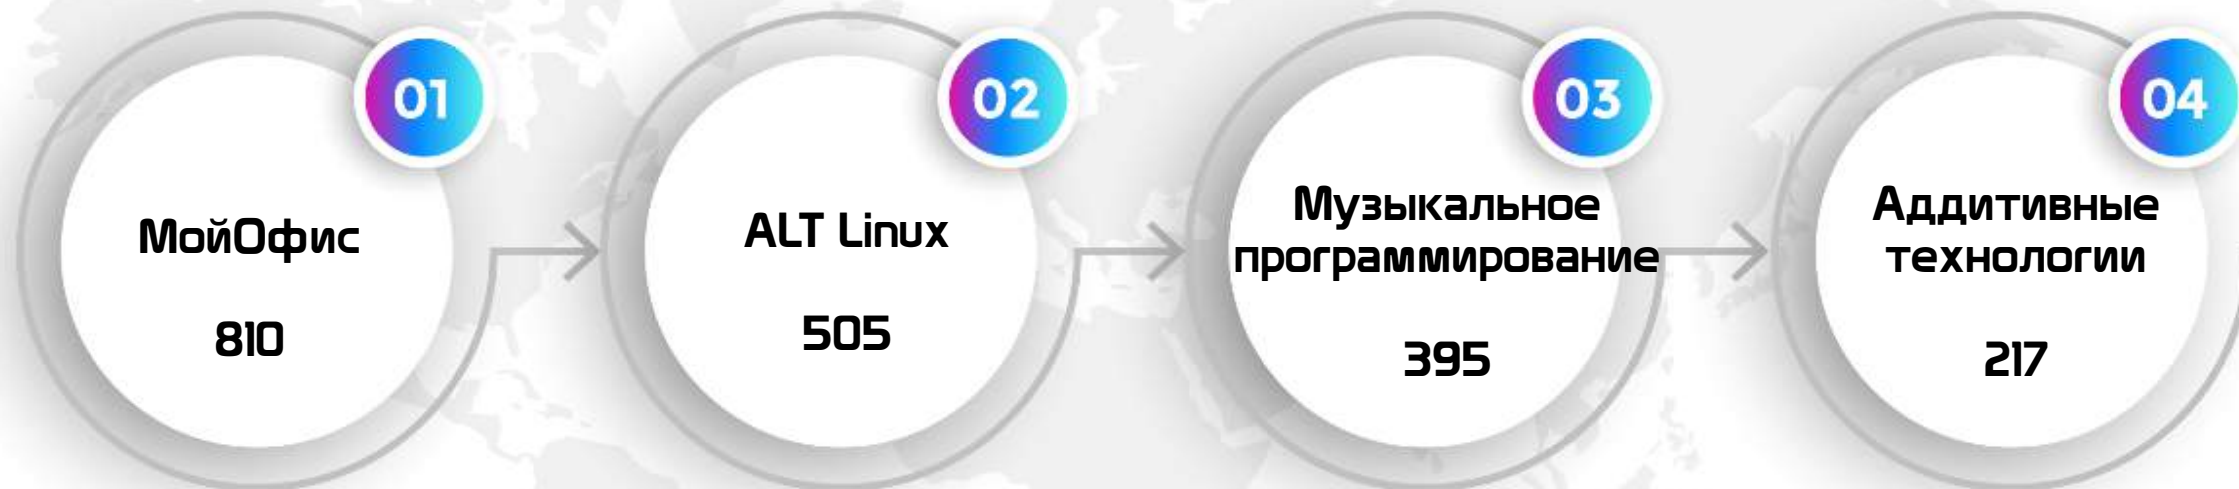 01
МойОфис
810
02
ALT Linux
505
03
Музыкальное
программирование
395
04
Аддитивные
технологии
217